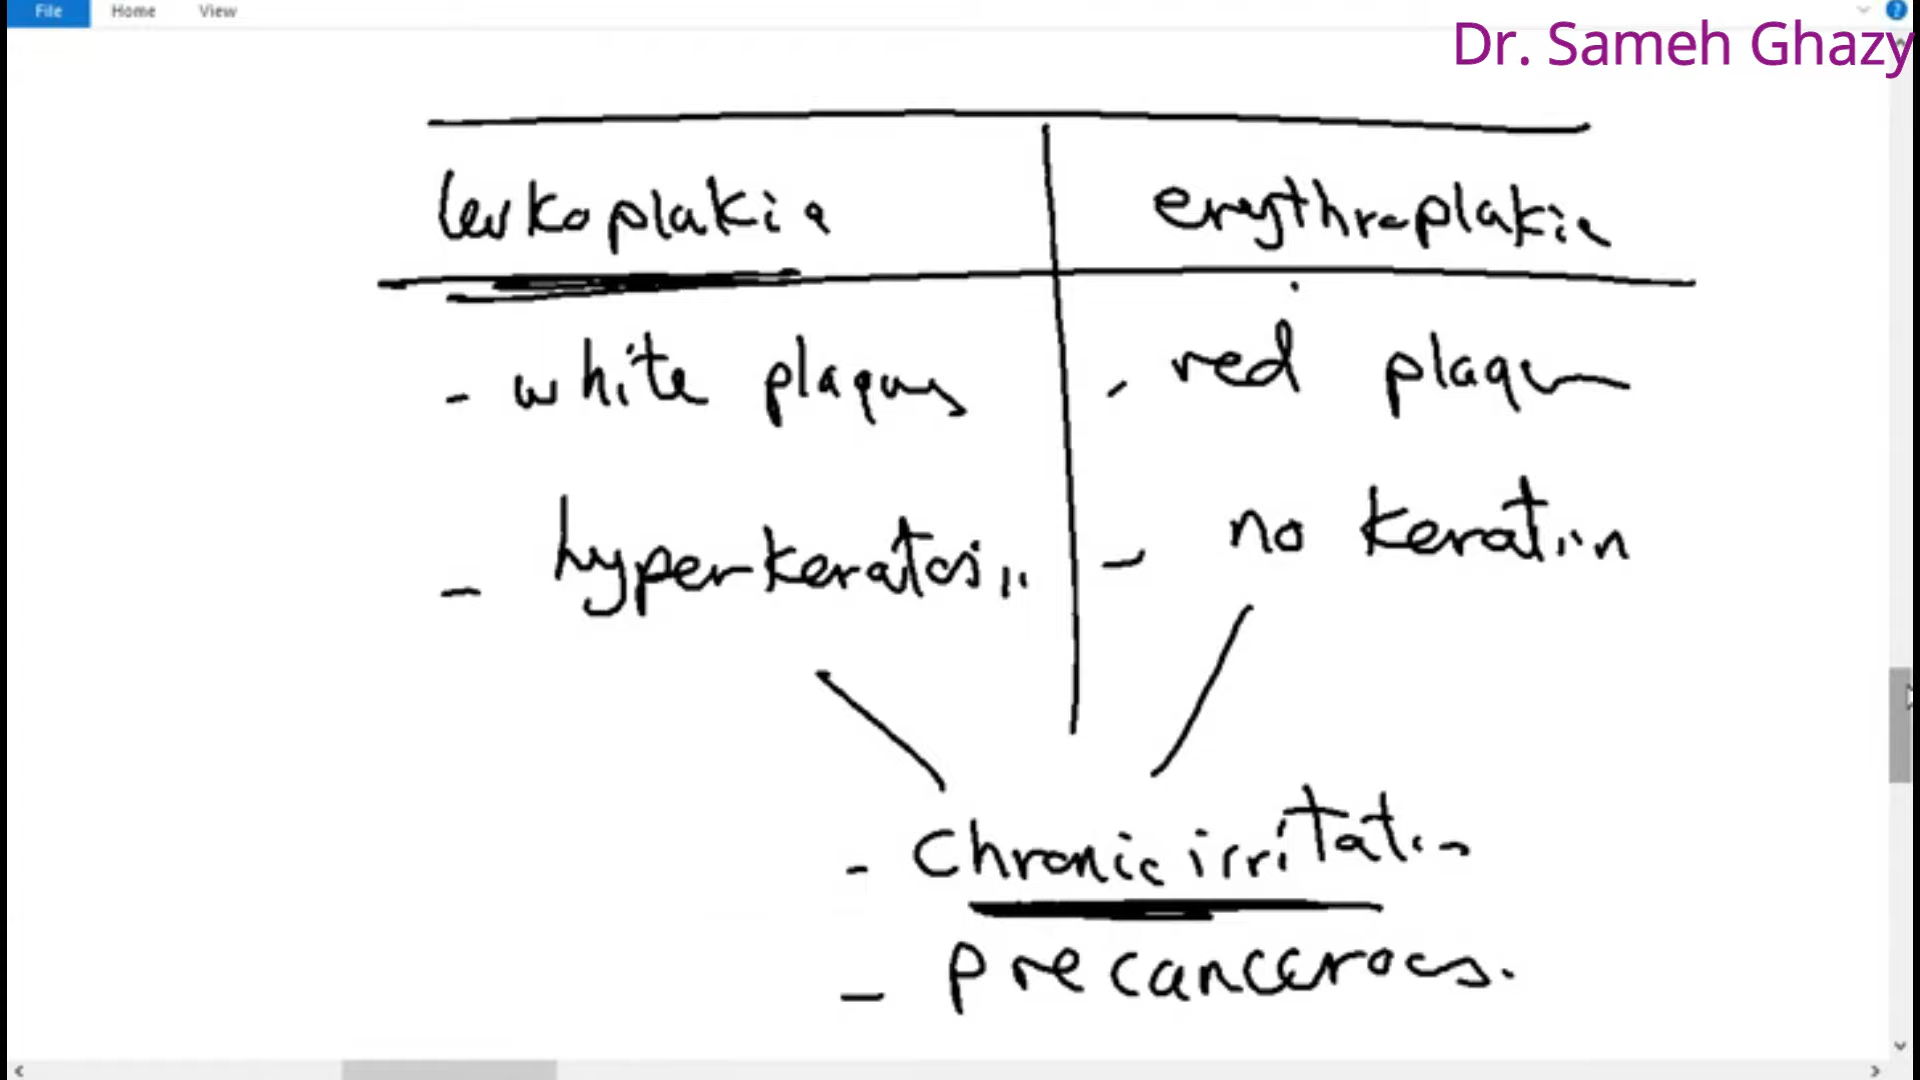 File Home View
Dr. Sameh Ghazy
leukoplakia erythroplakia
- white plaques - red plaque
- hyperkeratosis - no keratin
- Chronic irritation
- precancerous.